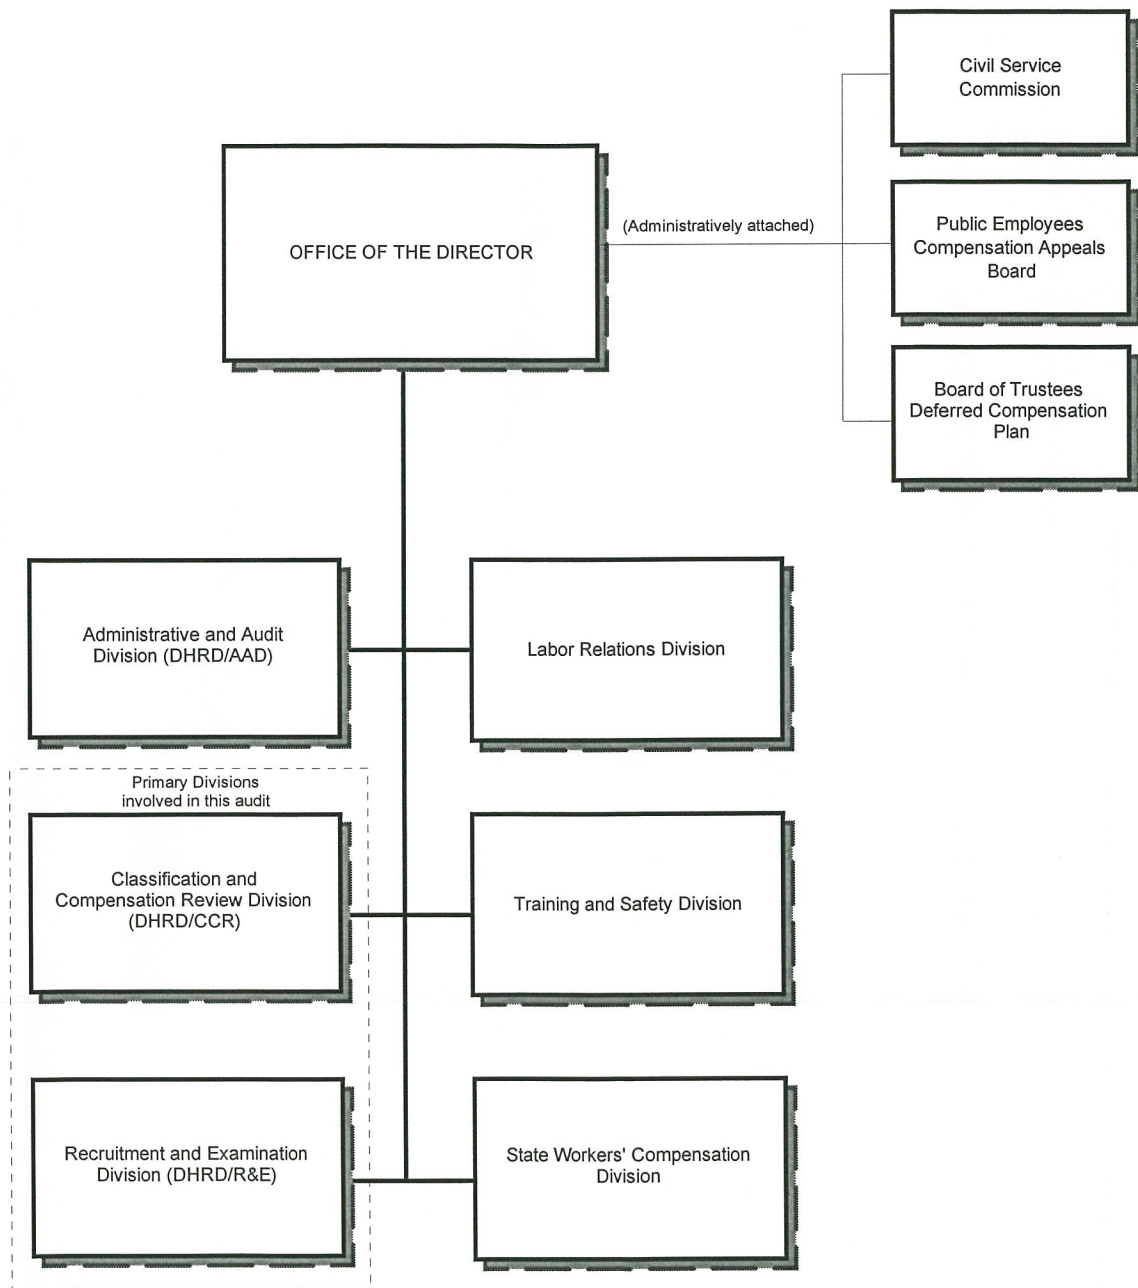 Civil Service
Commission
OFFICE OF THE DIRECTOR
(Administratively attached)
Public Employees
Compensation Appeals
Board
Board of Trustees
Deferred Compensation
Plan
Administrative and Audit
Division (DHRD/AAD)
Labor Relations Division
Primary Divisions
involved in this audit
Classification and
Compensation Review Division
(DHRD/CCR)
Training and Safety Division
Recruitment and Examination
Division (DHRD/R&E)
State Workers' Compensation
Division